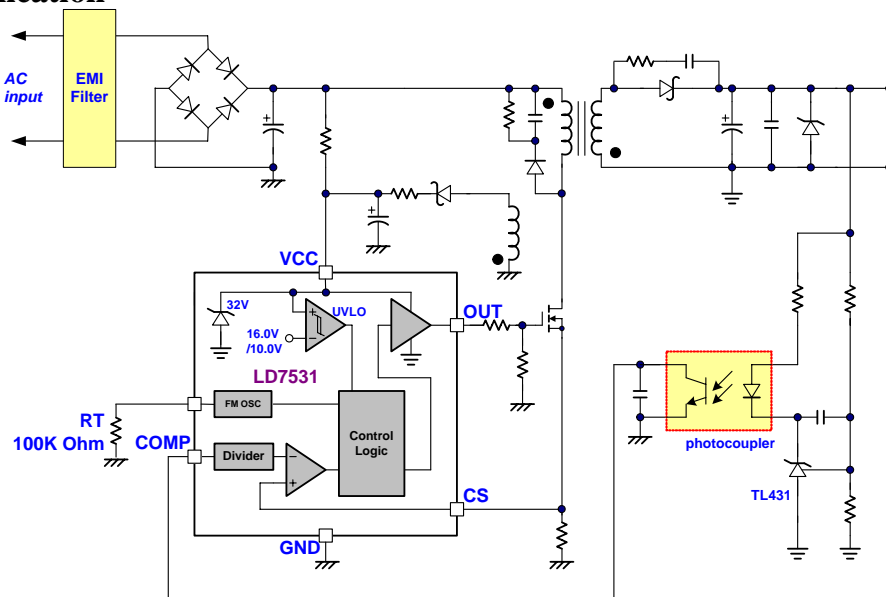 AC
input
EMI
Filter
+
+
+
VCC
32V
+
UVLO
16.0V
/10.0V
−
OUT
LD7531
FM OSC
RT
100K Ohm
COMP
Divider
−
+
Control
Logic
CS
GND
photocoupler
TL431